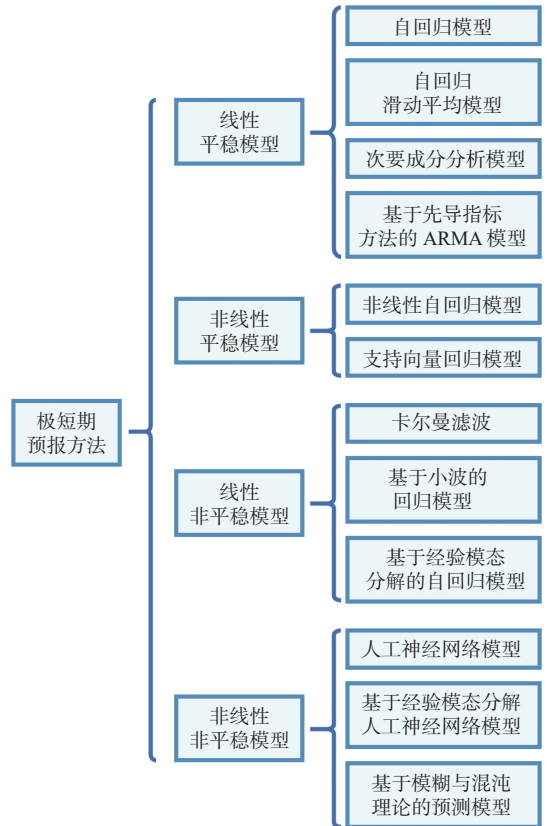 极短期
预报方法
线性
平稳模型
自回归模型
自回归
滑动平均模型
次要成分分析模型
基于先导指标
方法的 ARMA 模型
非线性
平稳模型
非线性自回归模型
支持向量回归模型
线性
非平稳模型
卡尔曼滤波
基于小波的
回归模型
基于经验模态
分解的自回归模型
非线性
非平稳模型
人工神经网络模型
基于经验模态分解
人工神经网络模型
基于模糊与混沌
理论的预测模型